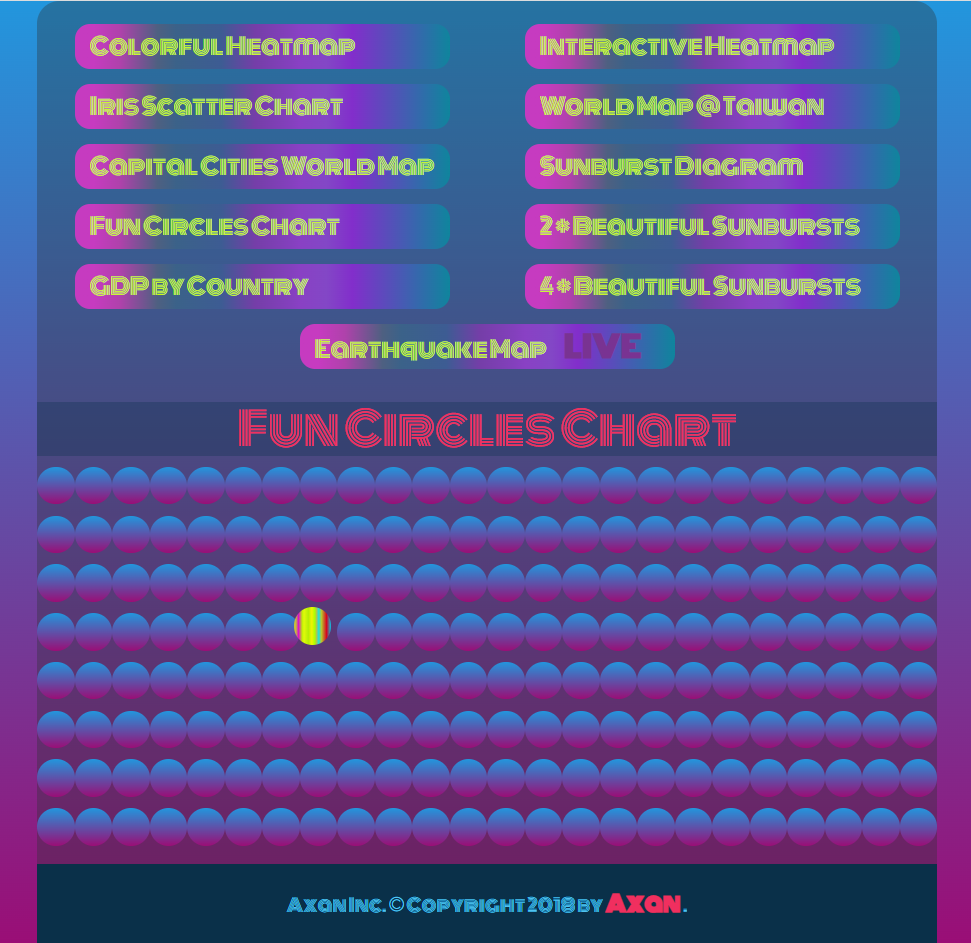 Colorful Heatmap
Interactive Heatmap
Iris Scatter Chart
World Map @ Taiwan
Capital Cities World Map
Sunburst Diagram
Fun Circles Chart
2 * Beautiful Sunbursts
GDP by Country
4 * Beautiful Sunbursts
Earthquake Map LIVE
Fun Circles Chart
Axan Inc. © Copyright 2018 by Axan.